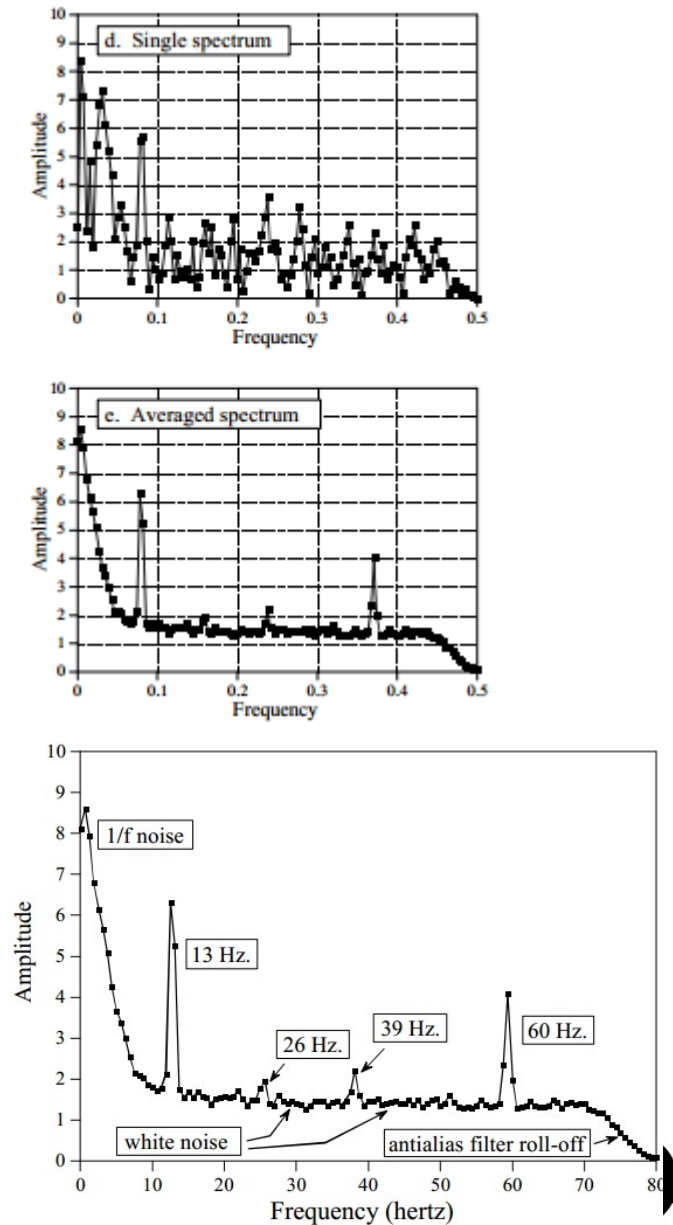 10
9
8
7
6
5
4
3
2
1
0
Amplitude
d. Single spectrum
0 0.1 0.2 0.3 0.4 0.5
Frequency
10
9
8
7
6
5
4
3
2
1
0
Amplitude
e. Averaged spectrum
0 0.1 0.2 0.3 0.4 0.5
Frequency
10
9
8
7
6
5
4
3
2
1
0
Amplitude
1/f noise
13 Hz.
26 Hz.
39 Hz.
60 Hz.
white noise
antialias filter roll-off
0 10 20 30 40 50 60 70 80
Frequency (hertz)